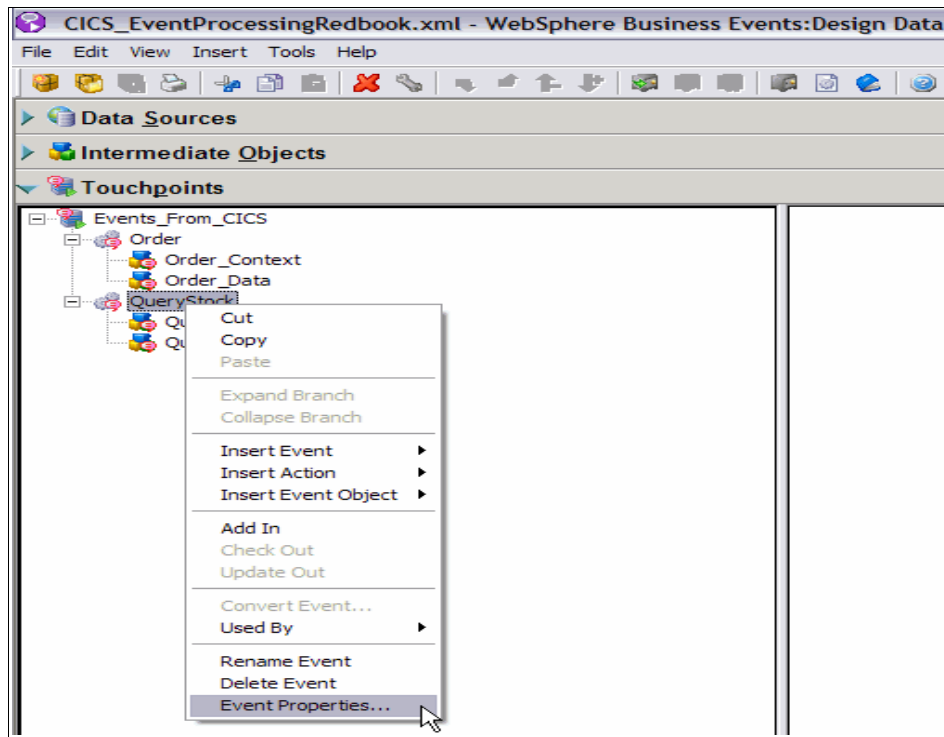 CICS_EventProcessingRedbook.xml - WebSphere Business Events:Design Data
File Edit View Insert Tools Help
Data Sources
Intermediate Objects
Touchpoints
Events_From_CICS
Order
Order_Context
Order_Data
QueryStock
Qu
Qu
Cut
Copy
Paste
Expand Branch
Collapse Branch
Insert Event
Insert Action
Insert Event Object
Add In
Check Out
Update Out
Convert Event...
Used By
Rename Event
Delete Event
Event Properties...